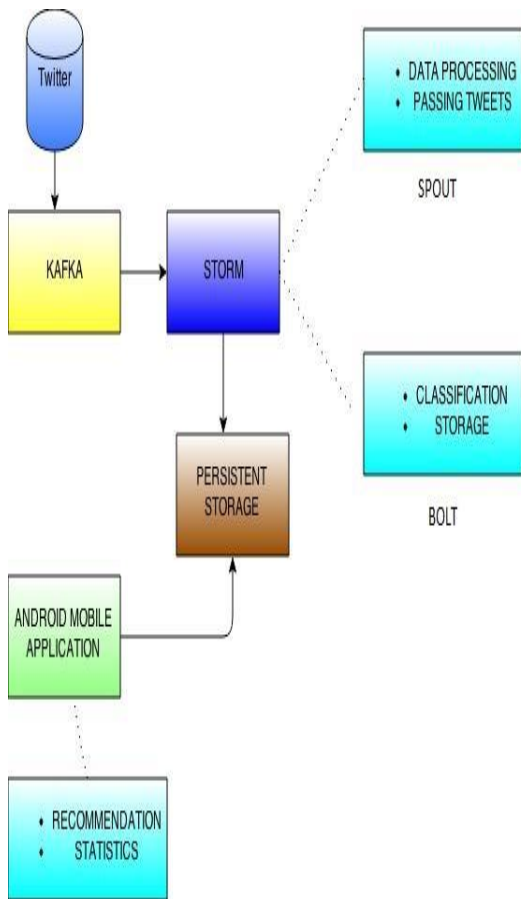 Twitter
• DATA PROCESSING
• PASSING TWEETS
SPOUT
KAFKA
STORM
• CLASSIFICATION
• STORAGE
BOLT
PERSISTENT
STORAGE
ANDROID MOBILE
APPLICATION
• RECOMMENDATION
• STATISTICS